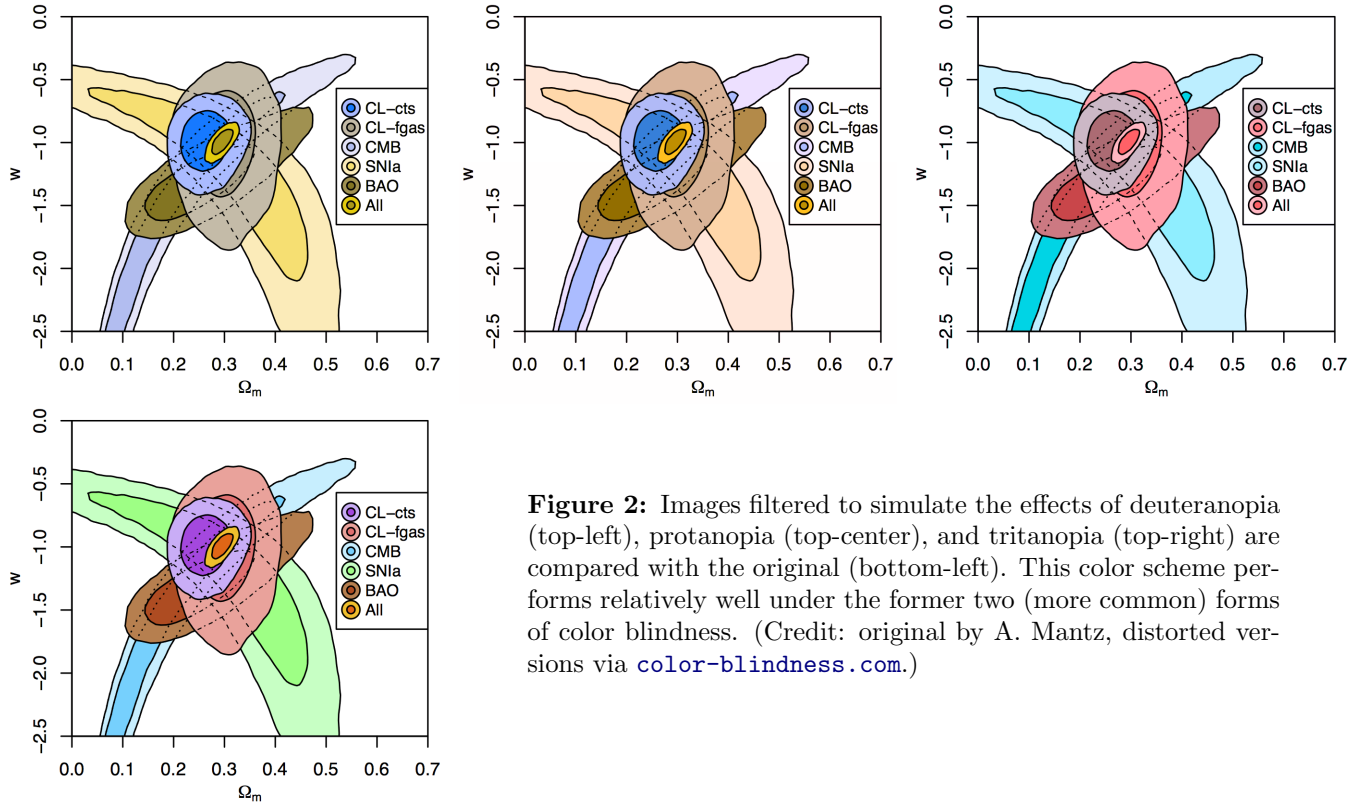 0.0
−0.5
−1.0
−1.5
−2.0
−2.5
w
CL−cts
CL−fgas
CMB
SNIa
BAO
All
0.0 0.1 0.2 0.3 0.4 0.5 0.6 0.7
Ωm
0.0
−0.5
−1.0
−1.5
−2.0
−2.5
w
CL−cts
CL−fgas
CMB
SNIa
BAO
All
0.0 0.1 0.2 0.3 0.4 0.5 0.6 0.7
Ωm
0.0
−0.5
−1.0
−1.5
−2.0
−2.5
w
CL−cts
CL−fgas
CMB
SNIa
BAO
All
0.0 0.1 0.2 0.3 0.4 0.5 0.6 0.7
Ωm
0.0
−0.5
−1.0
−1.5
−2.0
−2.5
w
CL−cts
CL−fgas
CMB
SNIa
BAO
All
0.0 0.1 0.2 0.3 0.4 0.5 0.6 0.7
Ωm
Figure 2: Images filtered to simulate the effects of deuteranopia
(top-left), protanopia (top-center), and tritanopia (top-right) are
compared with the original (bottom-left). This color scheme per-
forms relatively well under the former two (more common) forms
of color blindness. (Credit: original by A. Mantz, distorted ver-
sions via color-blindness.com.)